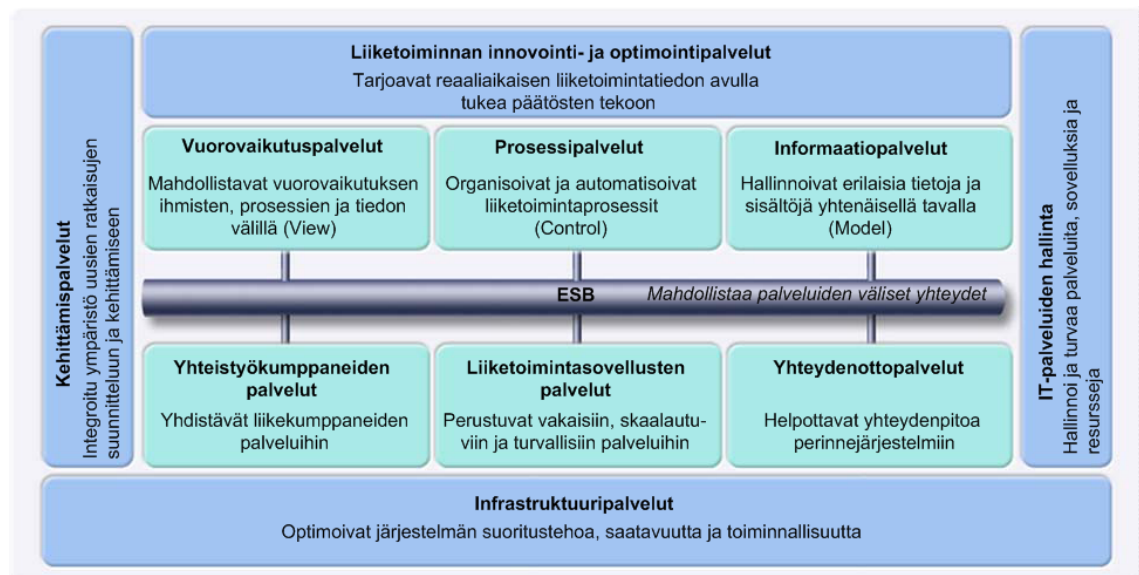 Liiketoiminnan innovointi- ja optimointipalvelut
Tarjoavat reaaliaikaisen liiketoimintatiedon avulla
tukea päätösten tekoon
Kehittämispalvelut
Integroitu ympäristö uusien ratkaisujen
suunnitteluun ja kehittämiseen
Vuorovaikutuspalvelut
Mahdollistavat vuorovaikutuksen
ihmisten, prosessien ja tiedon
välillä (View)
Prosessipalvelut
Organisoivat ja automatisoivat
liiketoimintaprosessit
(Control)
Informaatiopalvelut
Hallinnoivat erilaisia tietoja ja
sisältöjä yhtenäisellä tavalla
(Model)
IT-palveluiden hallinta
Hallinnoi ja turvaa palveluita, sovelluksia ja
resursseja
ESB Mahdollistaa palveluiden väliset yhteydet
Yhteistyökumppaneiden
palvelut
Yhdistävät liikekumppaneiden
palveluihin
Liiketoimintasovellusten
palvelut
Perustuvat vakaisiin, skaalautu-
viin ja turvallisiin palveluihin
Yhteydenottopalvelut
Helpottavat yhteydenpitoa
perinnejärjestelmiin
Infrastruktuuripalvelut
Optimoivat järjestelmän suoritustehoa, saatavuutta ja toiminnallisuutta